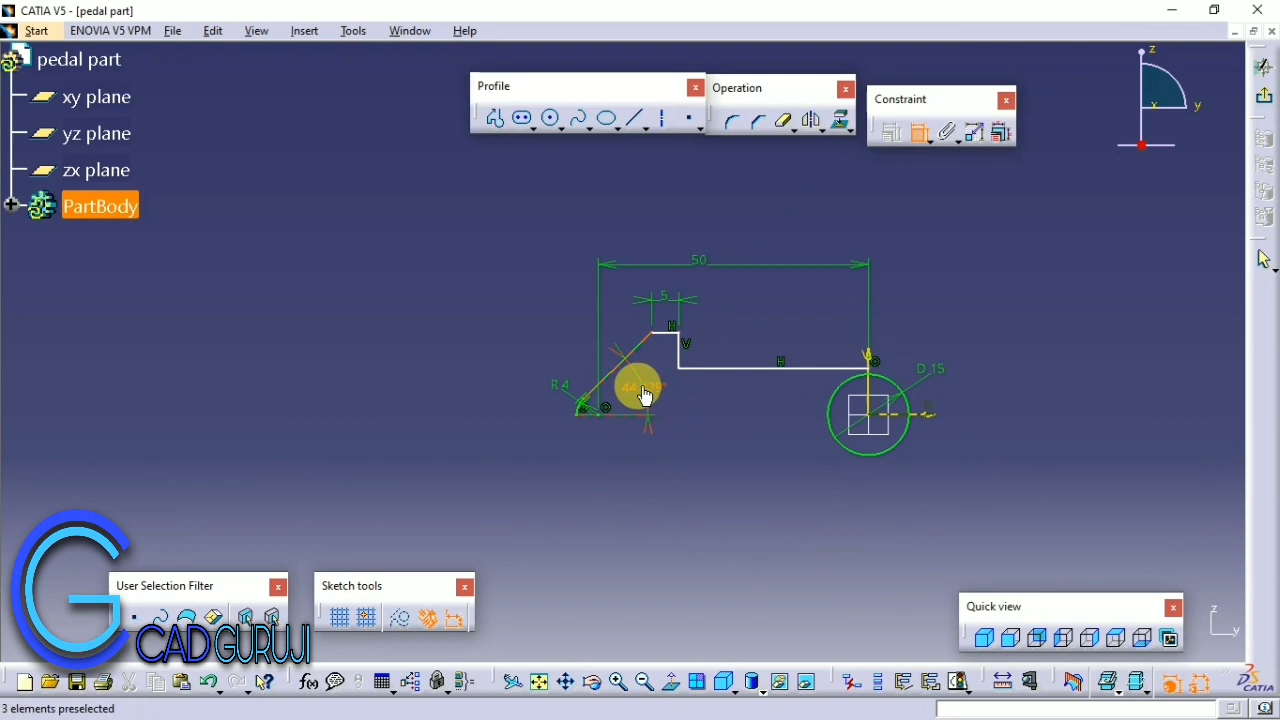 CATIA V5 - [pedal part]
Start ENOVIA V5 VPM File Edit View Insert Tools Window Help
pedal part
xy plane
yz plane
zx plane
PartBody
Profile
Operation
Constraint
z
x
y
50
5
H
V
H
V
D 15
R 4
User Selection Filter
Sketch tools
Quick view
CADGURUJI
z
y
f(x)
CATIA
3 elements preselected